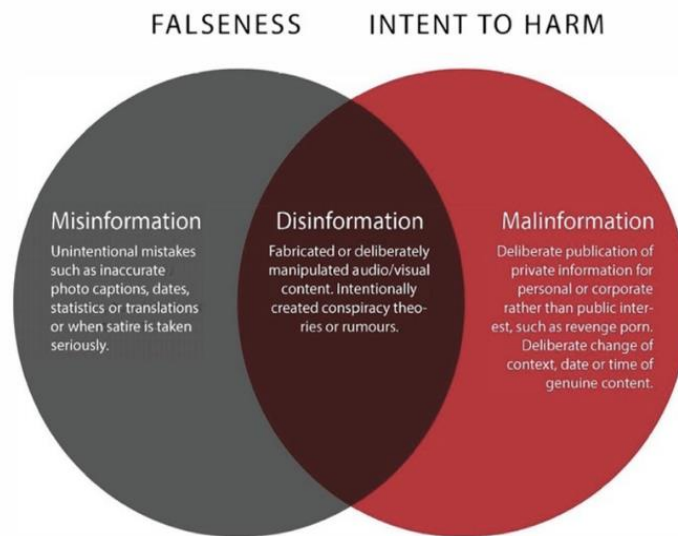 FALSENESS
INTENT TO HARM
Misinformation
Unintentional mistakes
such as inaccurate
photo captions, dates,
statistics or translations
or when satire is taken
seriously.
Disinformation
Fabricated or deliberately
manipulated audio/visual
content. Intentionally
created conspiracy theo-
ries or rumours.
Malinformation
Deliberate publication of
private information for
personal or corporate
rather than public inter-
est, such as revenge porn.
Deliberate change of
context, date or time of
genuine content.